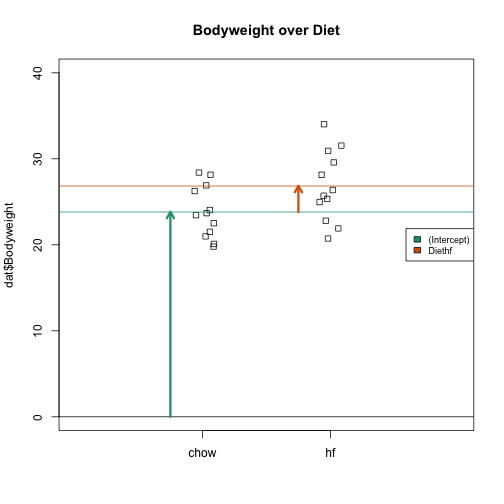 Bodyweight over Diet
dat$Bodyweight
40
30
20
10
0
(Intercept)
Diethf
chow
hf